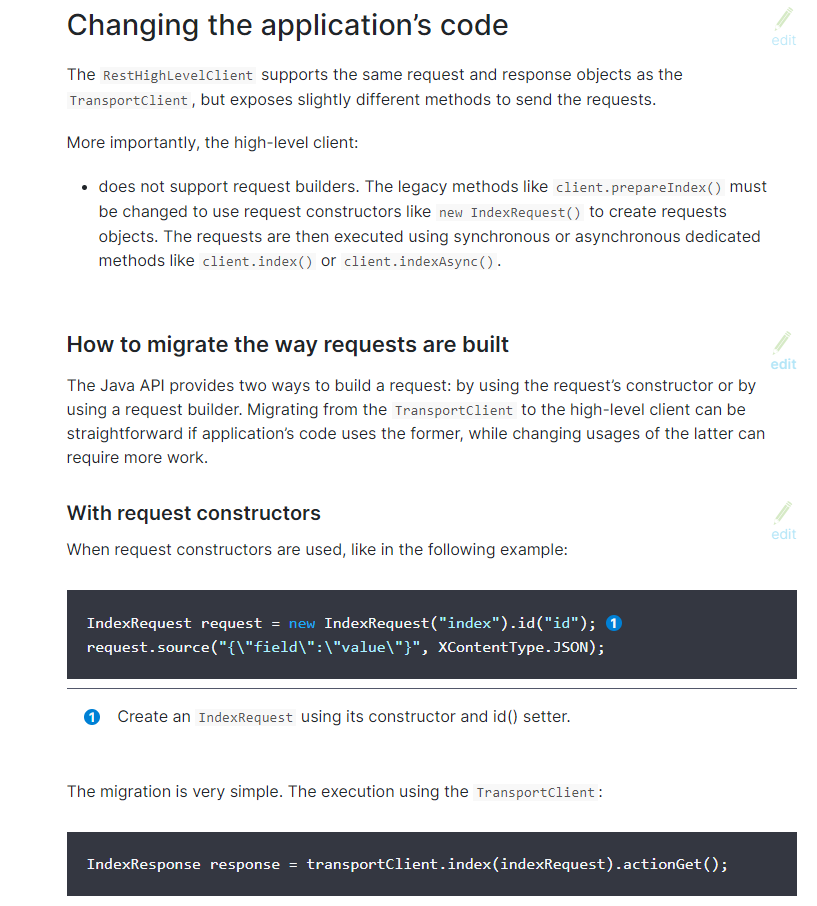 Changing the application’s code
edit
The RestHighLevelClient supports the same request and response objects as the
TransportClient, but exposes slightly different methods to send the requests.
More importantly, the high-level client:
• does not support request builders. The legacy methods like client.prepareIndex() must
be changed to use request constructors like new IndexRequest() to create requests
objects. The requests are then executed using synchronous or asynchronous dedicated
methods like client.index() or client.indexAsync().
How to migrate the way requests are built
edit
The Java API provides two ways to build a request: by using the request’s constructor or by
using a request builder. Migrating from the TransportClient to the high-level client can be
straightforward if application’s code uses the former, while changing usages of the latter can
require more work.
With request constructors
edit
When request constructors are used, like in the following example:
IndexRequest request = new IndexRequest("index").id("id"); 1
request.source("{\"field\":\"value\"}", XContentType.JSON);
1 Create an IndexRequest using its constructor and id() setter.
The migration is very simple. The execution using the TransportClient:
IndexResponse response = transportClient.index(indexRequest).actionGet();